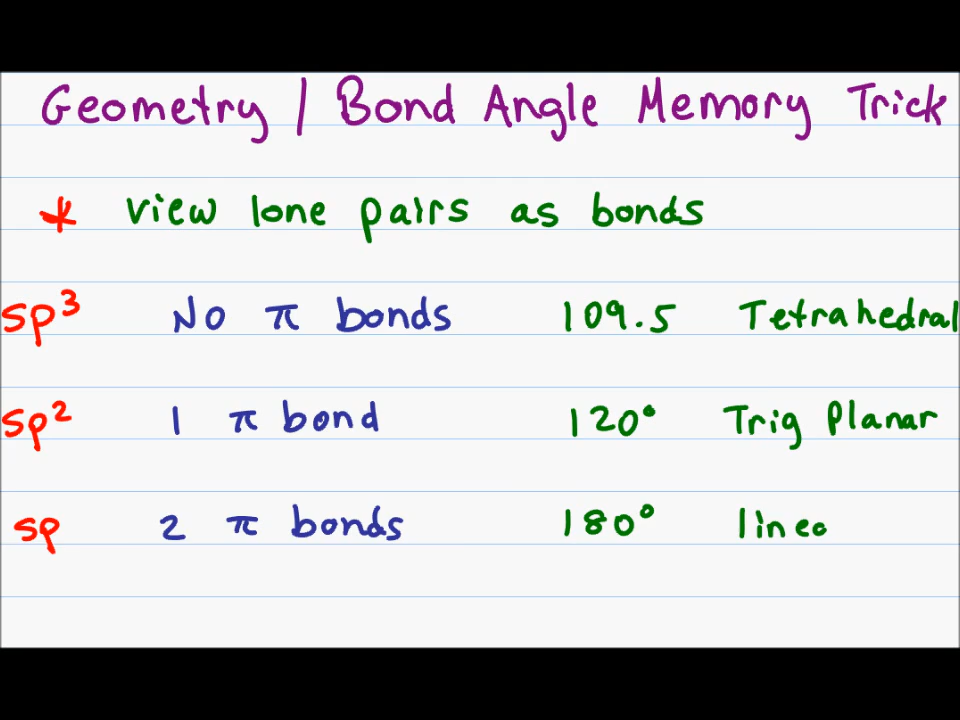 Geometry / Bond Angle Memory Trick
* view lone pairs as bonds
sp³ No π bonds 109.5 Tetrahedral
sp² 1 π bond 120° Trig Planar
sp 2 π bonds 180° linea